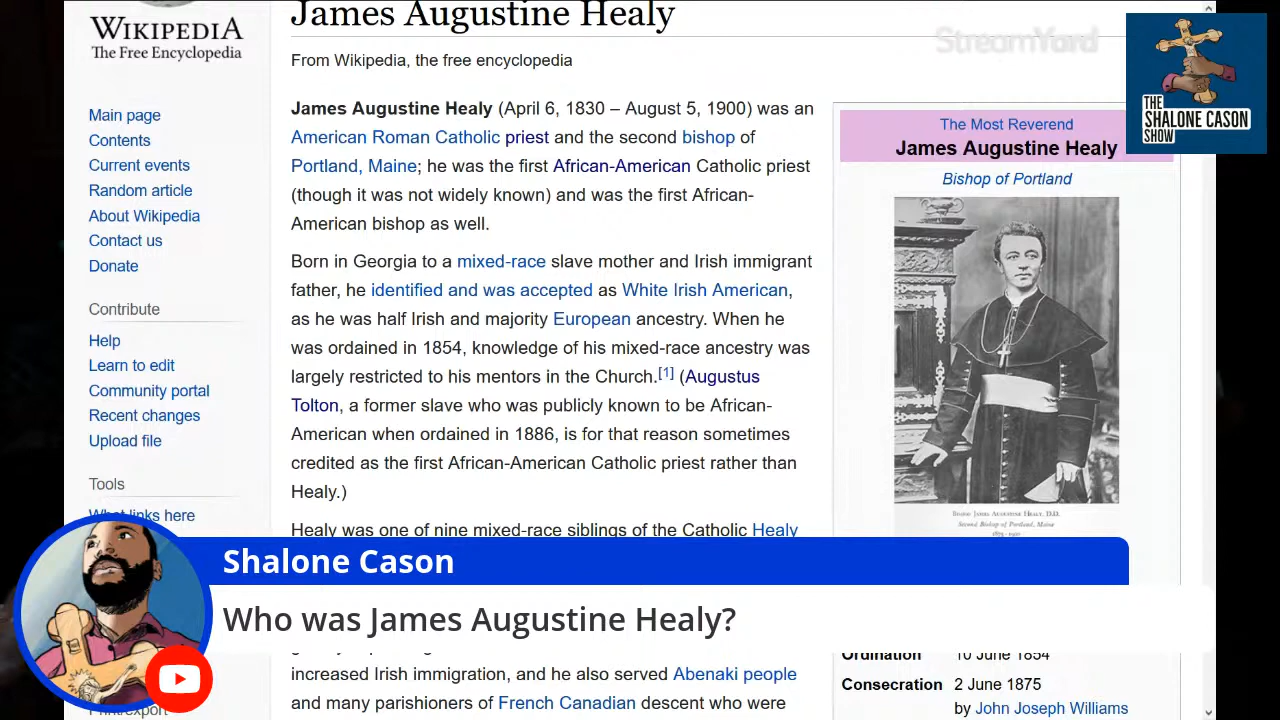 James Augustine Healy
WIKIPEDIA
The Free Encyclopedia
StreamYard
THE
SHALONE CASON
SHOW
From Wikipedia, the free encyclopedia
Main page
Contents
Current events
Random article
About Wikipedia
Contact us
Donate
Contribute
Help
Learn to edit
Community portal
Recent changes
Upload file
Tools
What links here
James Augustine Healy (April 6, 1830 – August 5, 1900) was an
American Roman Catholic priest and the second bishop of
Portland, Maine; he was the first African-American Catholic priest
(though it was not widely known) and was the first African-
American bishop as well.
Born in Georgia to a mixed-race slave mother and Irish immigrant
father, he identified and was accepted as White Irish American,
as he was half Irish and majority European ancestry. When he
was ordained in 1854, knowledge of his mixed-race ancestry was
largely restricted to his mentors in the Church.[1] (Augustus
Tolton, a former slave who was publicly known to be African-
American when ordained in 1886, is for that reason sometimes
credited as the first African-American Catholic priest rather than
Healy.)
Healy was one of nine mixed-race siblings of the Catholic Healy
The Most Reverend
James Augustine Healy
Bishop of Portland
Bishop James Augustine Healy, D.D.
Second Bishop of Portland, Maine
1875 - 1900
Shalone Cason
Who was James Augustine Healy?
increased Irish immigration, and he also served Abenaki people
and many parishioners of French Canadian descent who were
Print/export
Ordination 10 June 1854
Consecration 2 June 1875
by John Joseph Williams